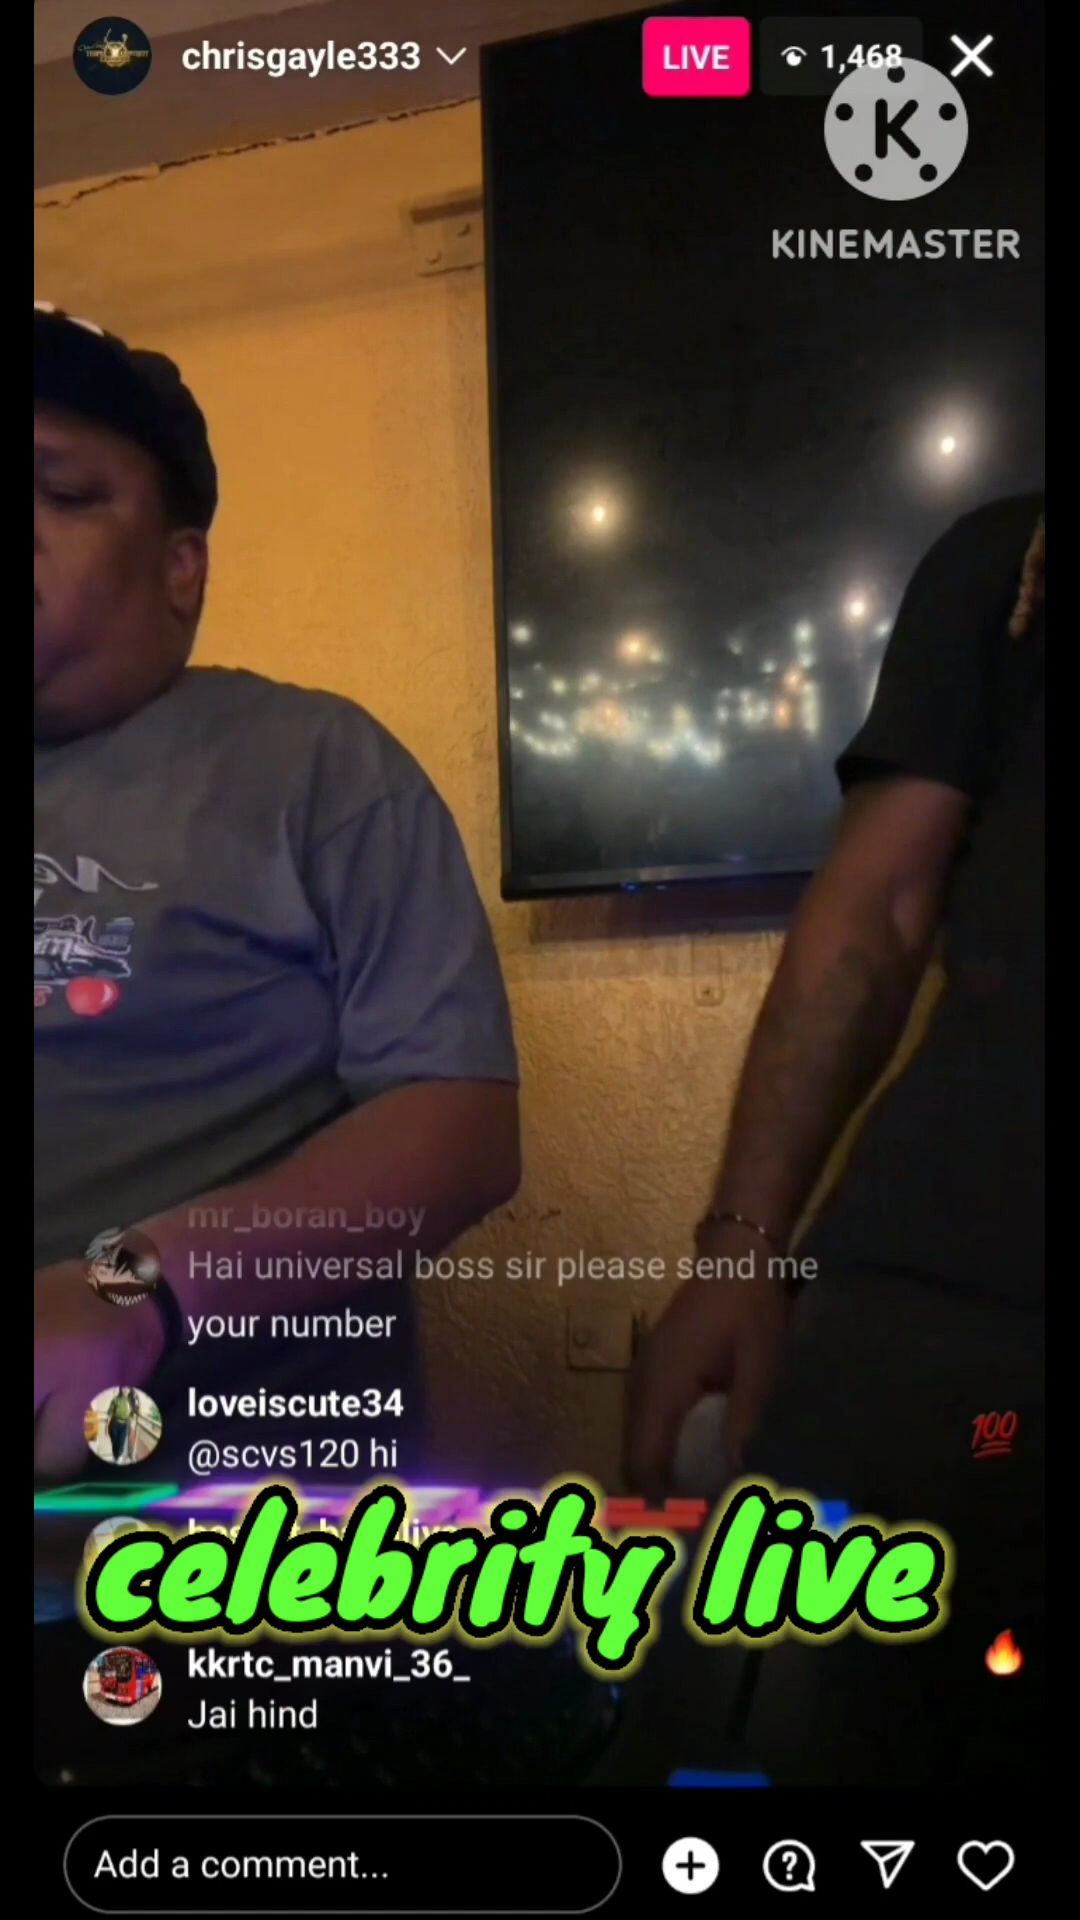 chrisgayle333
LIVE
1,468
K
KINEMASTER
mr_boran_boy
Hai universal boss sir please send me
your number
loveiscute34
@scvs120 hi
100
celebrity live
kkrtc_manvi_36_
Jai hind
Add a comment...